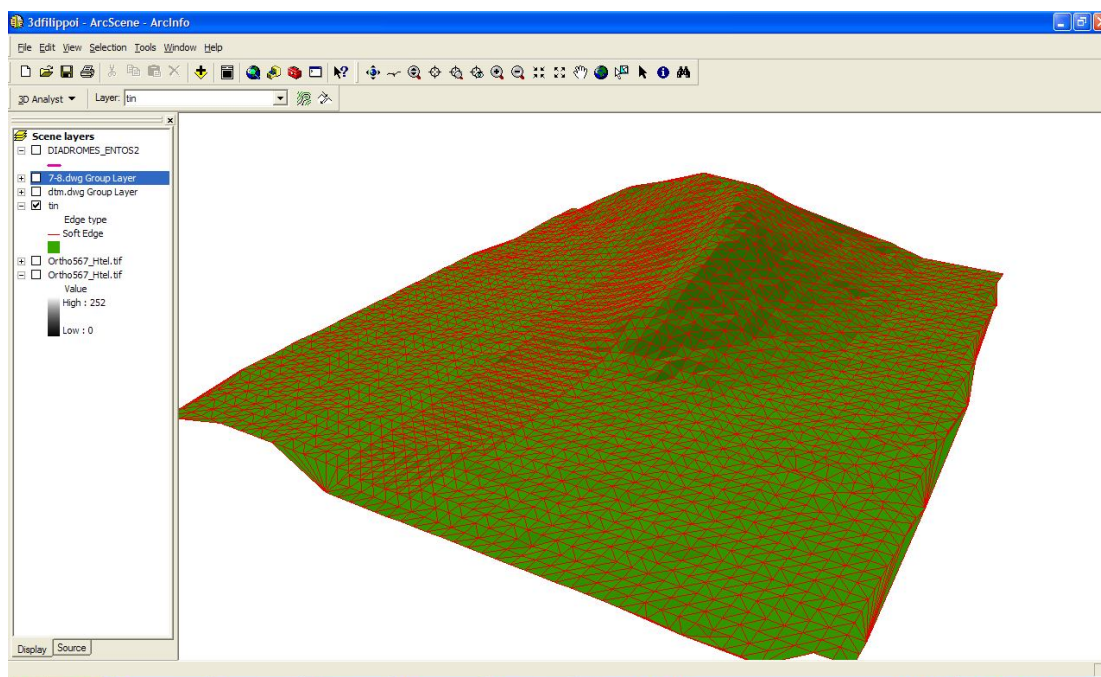 3dfilippoi - ArcScene - ArcInfo
File Edit View Selection Tools Window Help
3D Analyst Layer: tin
Scene layers
DIADROMES_ENTOS2
7-8.dwg Group Layer
dtm.dwg Group Layer
tin
Edge type
Soft Edge
Ortho567_Htel.tif
Ortho567_Htel.tif
Value
High : 252
Low : 0
Display Source